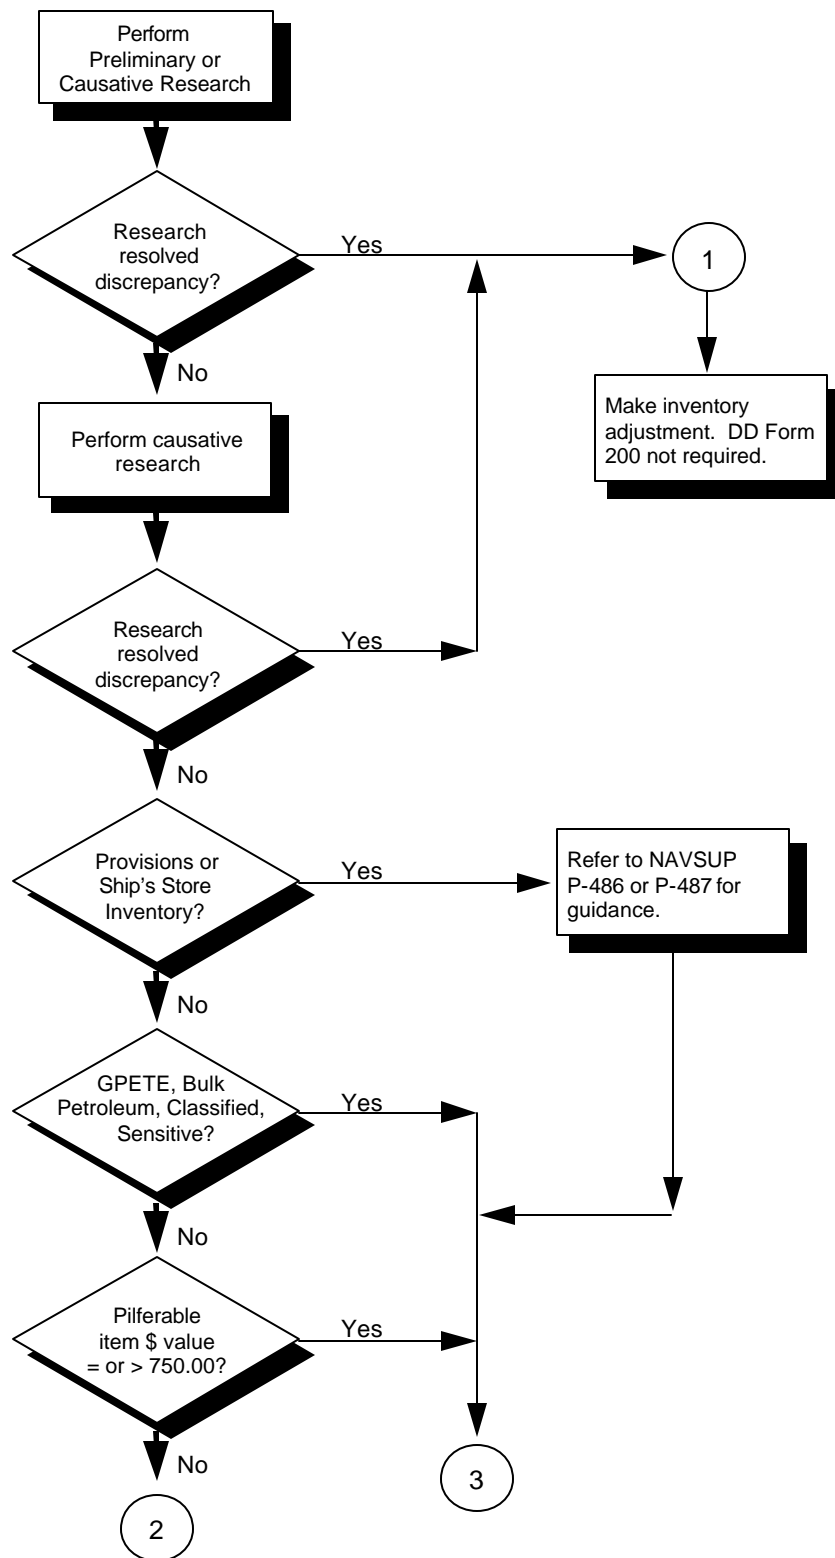 Perform
Preliminary or
Causative Research
Research
resolved
discrepancy?
Yes
1
No
Make inventory
adjustment.  DD Form
200 not required.
Perform causative
research
Research
resolved
discrepancy?
Yes
No
Provisions or
Ship's Store
Inventory?
Yes
Refer to NAVSUP
P-486 or P-487 for
guidance.
No
GPETE, Bulk
Petroleum, Classified,
Sensitive?
Yes
No
Pilferable
item $ value
= or > 750.00?
Yes
No
3
2